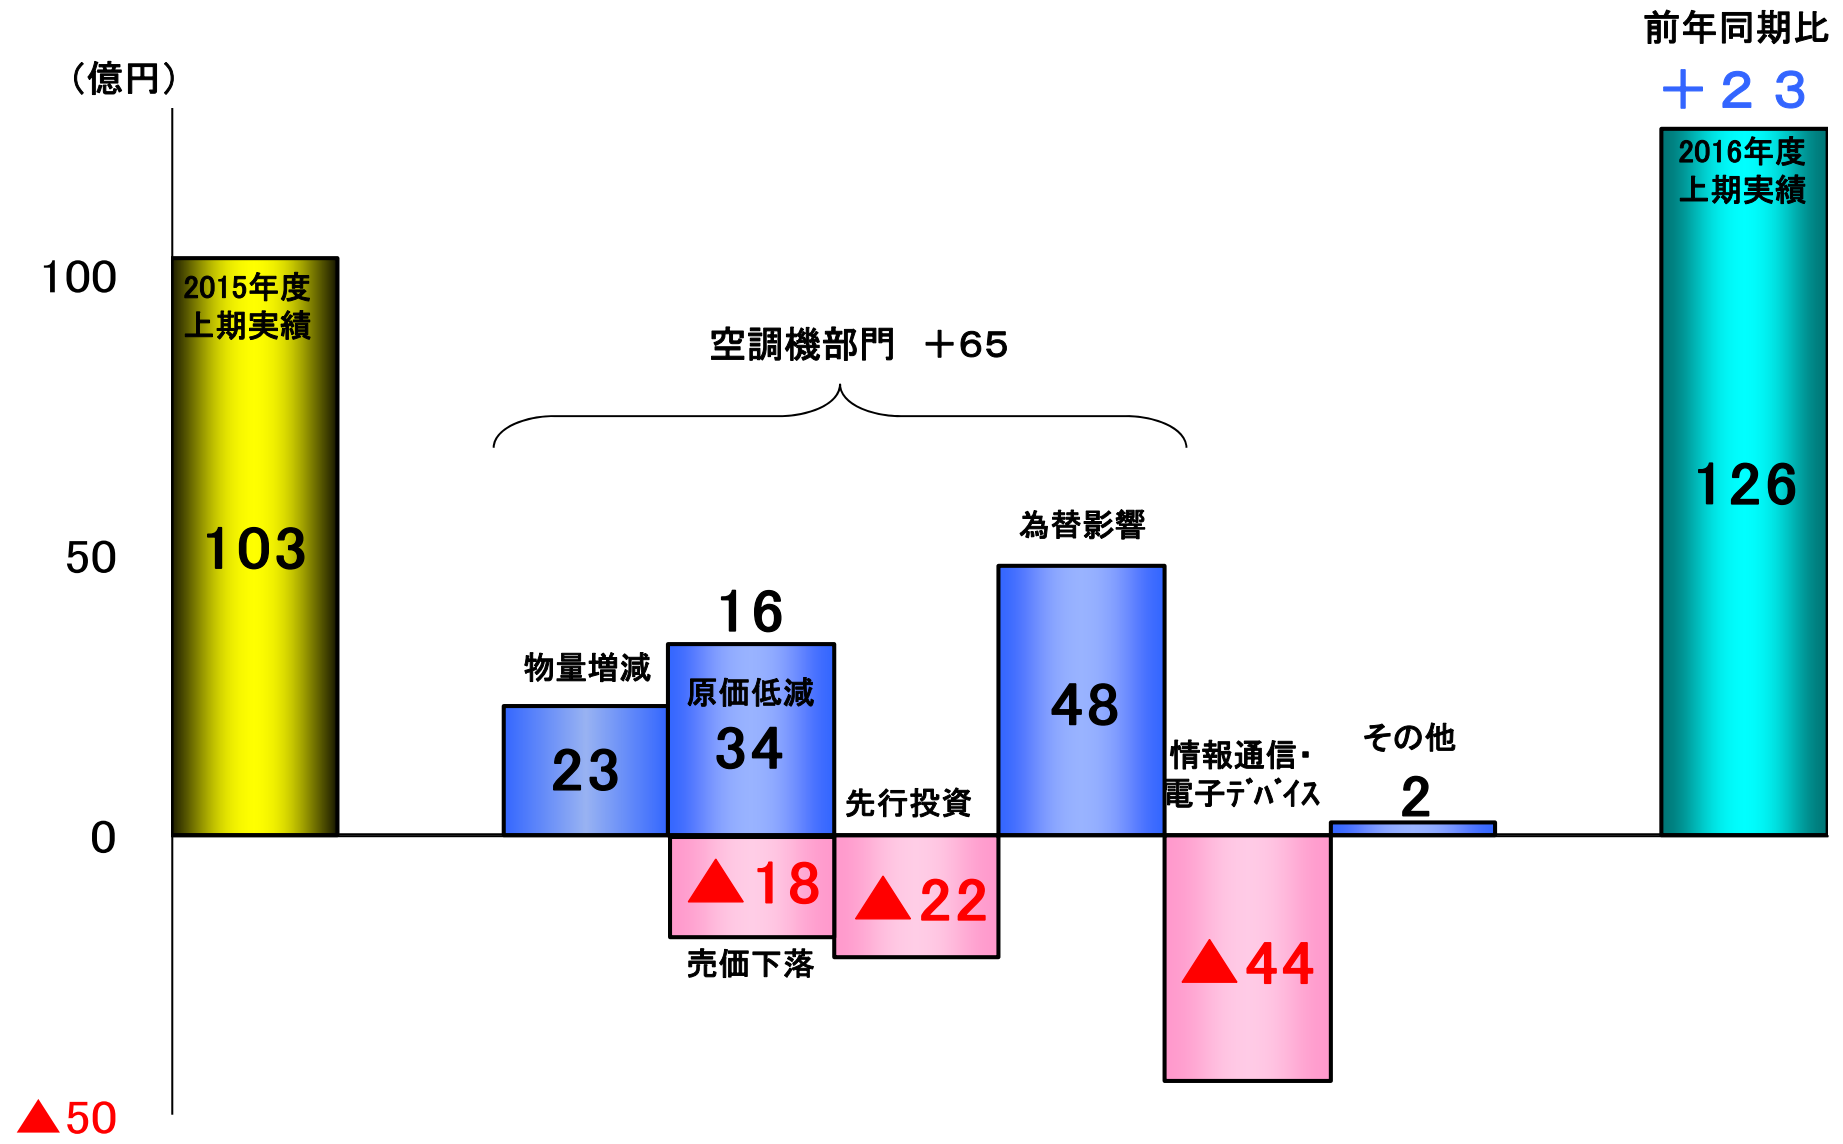 前年同期比
＋２３
（億円）
2016年度
上期実績
100
2015年度
上期実績
空調機部門　＋65
126
為替影響
103
50
16
物量増減
原価低減
34
48
23
情報通信・
電子ﾃﾞﾊﾞｲｽ
その他
2
先行投資
0
▲18
▲22
売価下落
▲44
▲50